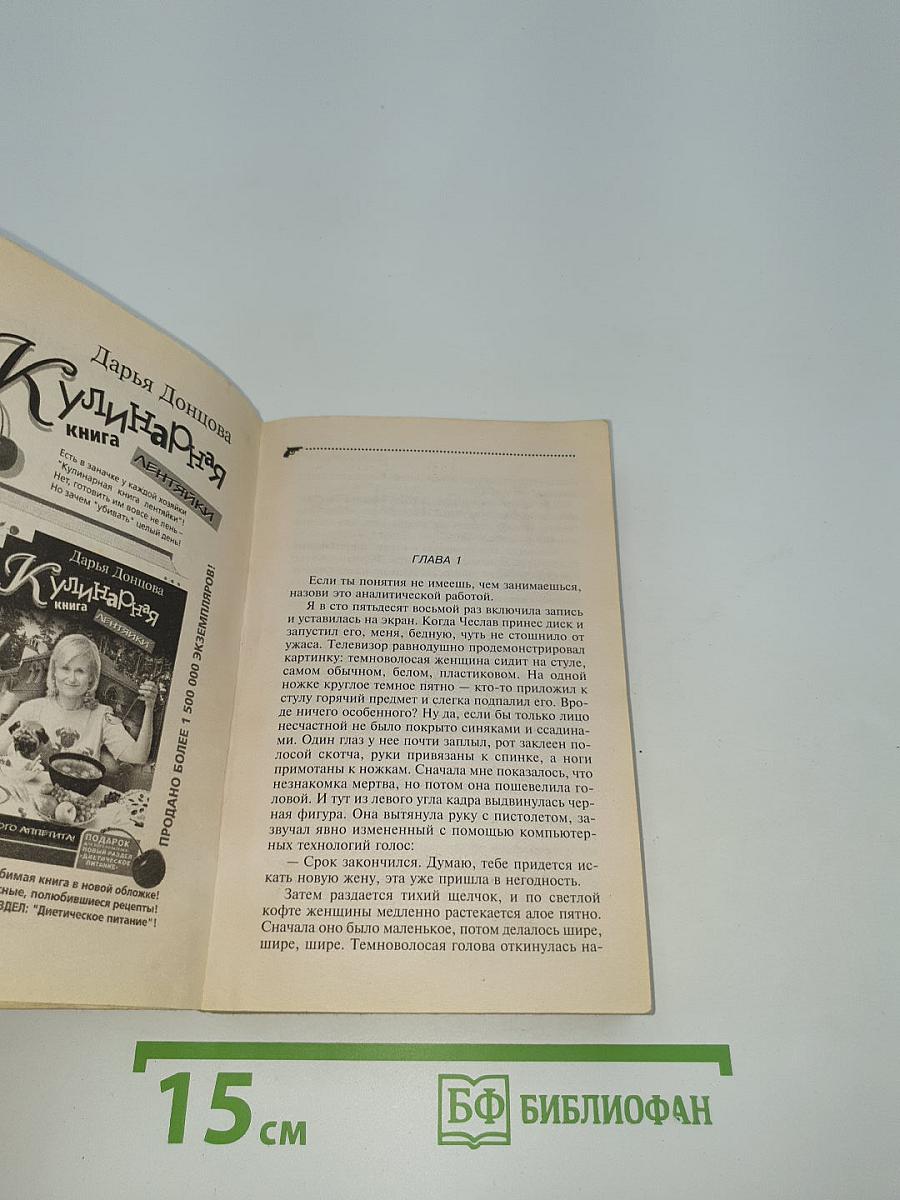 Дарья Донцова
Кулинарная
книга
ЛЕНТЯЙКИ
Есть в заначке у каждой хозяйки
"Кулинарная книга лентяйки"!
Нет, готовить им вовсе не лень –
Но зачем "убивать" целый день!
Дарья Донцова
Кулинарная
книга
ЛЕНТЯЙКИ
ПРОДАНО БОЛЕЕ 1 500 000 ЭКЗЕМПЛЯРОВ!
ОГО АППЕТИТА!
ПОДАРОК
НОВЫЙ РАЗДЕЛ
"ДИЕТИЧЕСКОЕ
ПИТАНИЕ"
бимая книга в новой обложке!
сные, полюбившиеся рецепты!
ЗДЕЛ: "Диетическое питание"!
ГЛАВА 1
Если ты понятия не имеешь, чем занимаешься,
назови это аналитической работой.
Я в сто пятьдесят восьмой раз включила запись
и уставилась на экран. Когда Чеслав принес диск и
запустил его, меня, бедную, чуть не стошнило от
ужаса. Телевизор равнодушно продемонстрировал
картинку: темноволосая женщина сидит на стуле,
самом обычном, белом, пластиковом. На одной
ножке круглое темное пятно — кто-то приложил к
стулу горячий предмет и слегка подпалил его. Вро-
де ничего особенного? Ну да, если бы только лицо
несчастной не было покрыто синяками и ссадина-
ми. Один глаз у нее почти заплыл, рот заклеен по-
лосой скотча, руки привязаны к спинке, а ноги
примотаны к ножкам. Сначала мне показалось, что
незнакомка мертва, но потом она пошевелила го-
ловой. И тут из левого угла кадра выдвинулась чер-
ная фигура. Она вытянула руку с пистолетом, за-
звучал явно измененный с помощью компьютер-
ных технологий голос:
— Срок закончился. Думаю, тебе придется ис-
кать новую жену, эта уже пришла в негодность.
Затем раздается тихий щелчок, и по светлой
кофте женщины медленно растекается алое пятно.
Сначала оно было маленькое, потом делалось шире,
шире, шире. Темноволосая голова откинулась на-
15 см
БФ БИБЛИОФАН